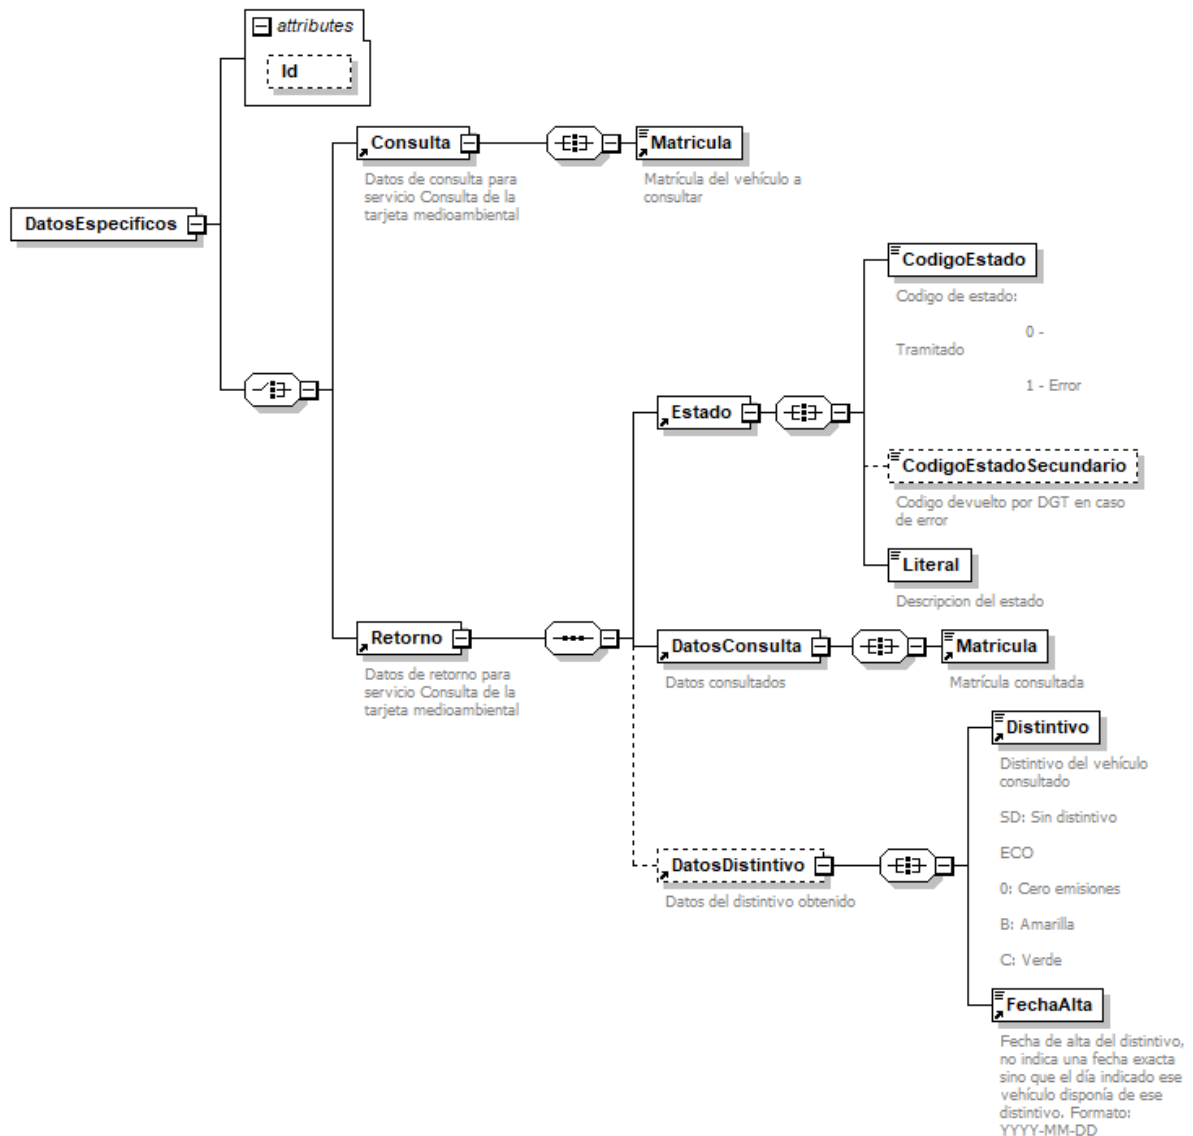 attributes
Id
Consulta
Datos de consulta para
servicio Consulta de la
tarjeta medioambiental
Matricula
Matrícula del vehículo a
consultar
DatosEspecificos
CodigoEstado
Codigo de estado:
0 -
Tramitado
1 - Error
Estado
CodigoEstadoSecundario
Codigo devuelto por DGT en caso
de error
Literal
Descripcion del estado
Retorno
Datos de retorno para
servicio Consulta de la
tarjeta medioambiental
DatosConsulta
Datos consultados
Matricula
Matrícula consultada
Distintivo
Distintivo del vehículo
consultado
SD: Sin distintivo
ECO
0: Cero emisiones
B: Amarilla
C: Verde
DatosDistintivo
Datos del distintivo obtenido
FechaAlta
Fecha de alta del distintivo,
no indica una fecha exacta
sino que el día indicado ese
vehículo disponía de ese
distintivo. Formato:
YYYY-MM-DD